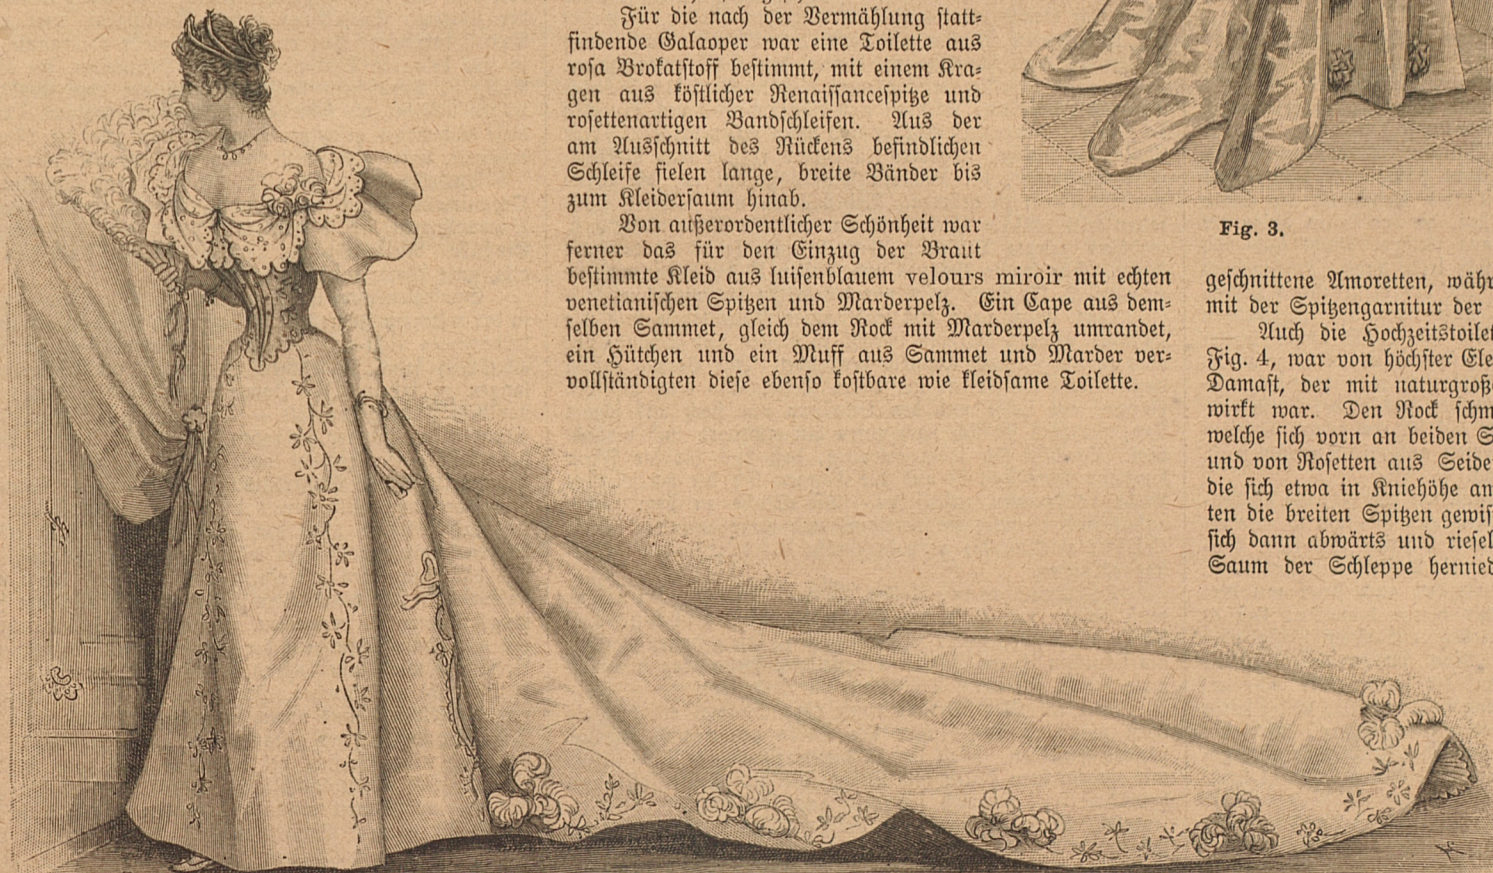 Für die nach der Vermählung statt-
findende Galaoper war eine Toilette aus
rosa Brokatstoff bestimmt, mit einem Kra-
gen aus köstlicher Renaissancespitze und
rosettenartigen Bandschleifen. Aus der
am Ausschnitt des Rückens befindlichen
Schleife fielen lange, breite Bänder bis
zum Kleidersaum hinab.
Von außerordentlicher Schönheit war
ferner das für den Einzug der Braut
bestimmte Kleid aus luisenblauem velours miroir mit echten
venetianischen Spitzen und Marderpelz. Ein Cape aus dem-
selben Sammet, gleich dem Rock mit Marderpelz umrandet,
ein Hütchen und ein Muff aus Sammet und Marder ver-
vollständigten diese ebenso kostbare wie kleidsame Toilette.
Fig. 3.
geschnittene Amoretten, währ
mit der Spitzengarnitur der
Auch die Hochzeitstoilet
Fig. 4, war von höchster Ele
Damast, der mit naturgroß
wirkt war. Den Rock schm
welche sich vorn an beiden S
und von Rosetten aus Seide
die sich etwa in Kniehöhe an
ten die breiten Spitzen gewis
sich dann abwärts und riesel
Saum der Schleppe hernied